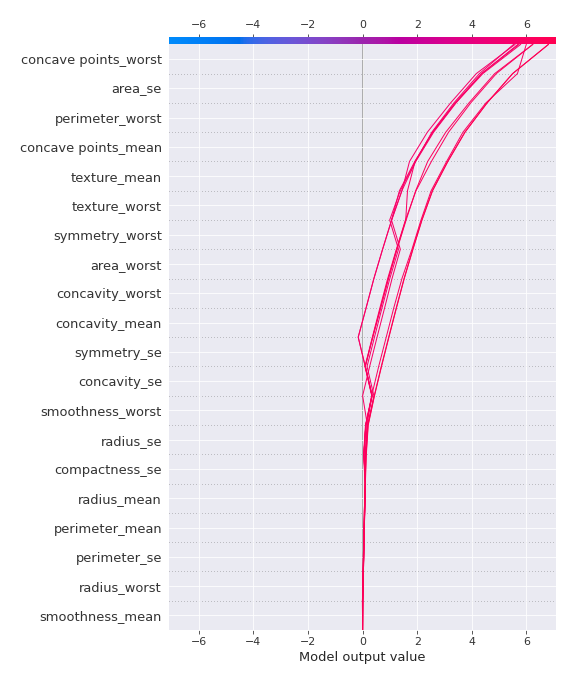 −6 −4 −2 0 2 4 6
concave points_worst
area_se
perimeter_worst
concave points_mean
texture_mean
texture_worst
symmetry_worst
area_worst
concavity_worst
concavity_mean
symmetry_se
concavity_se
smoothness_worst
radius_se
compactness_se
radius_mean
perimeter_mean
perimeter_se
radius_worst
smoothness_mean
−6 −4 −2 0 2 4 6
Model output value